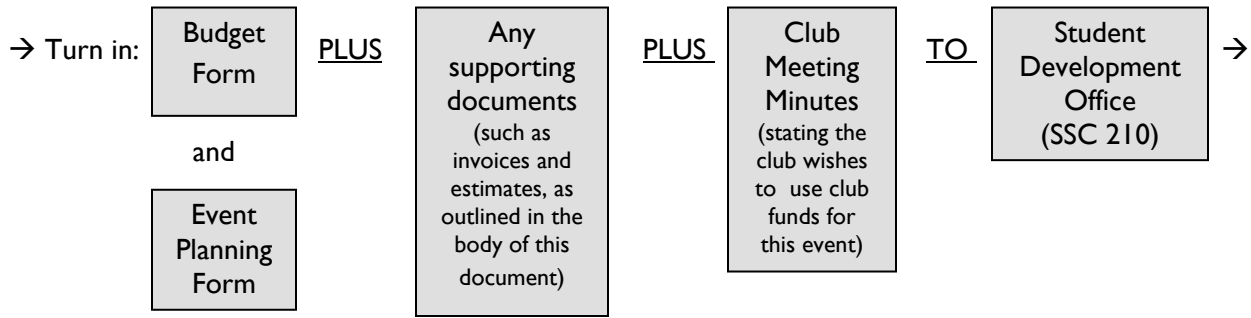 → Turn in:
Budget
Form
and
Event
Planning
Form
PLUS
Any
supporting
documents
(such as
invoices and
estimates, as
outlined in the
body of this
document)
PLUS
Club
Meeting
Minutes
(stating the
club wishes
to use club
funds for
this event)
TO
Student
Development
Office
(SSC 210)
→